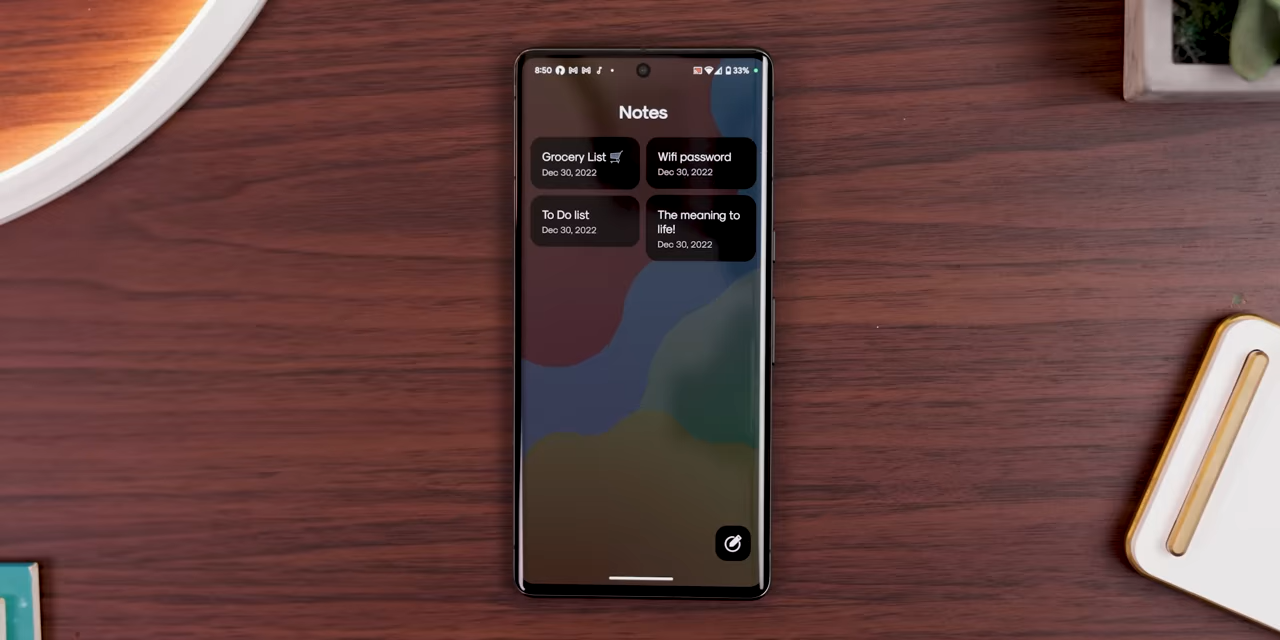 8:50 33%
Notes
Grocery List 🛒
Dec 30, 2022
Wifi password
Dec 30, 2022
To Do list
Dec 30, 2022
The meaning to
life!
Dec 30, 2022